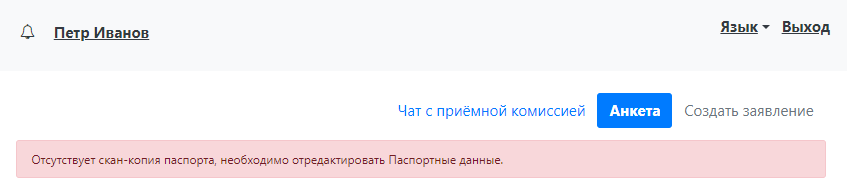 Петр Иванов
Язык Выход
Чат с приёмной комиссией Анкета Создать заявление
Отсутствует скан-копия паспорта, необходимо отредактировать Паспортные данные.